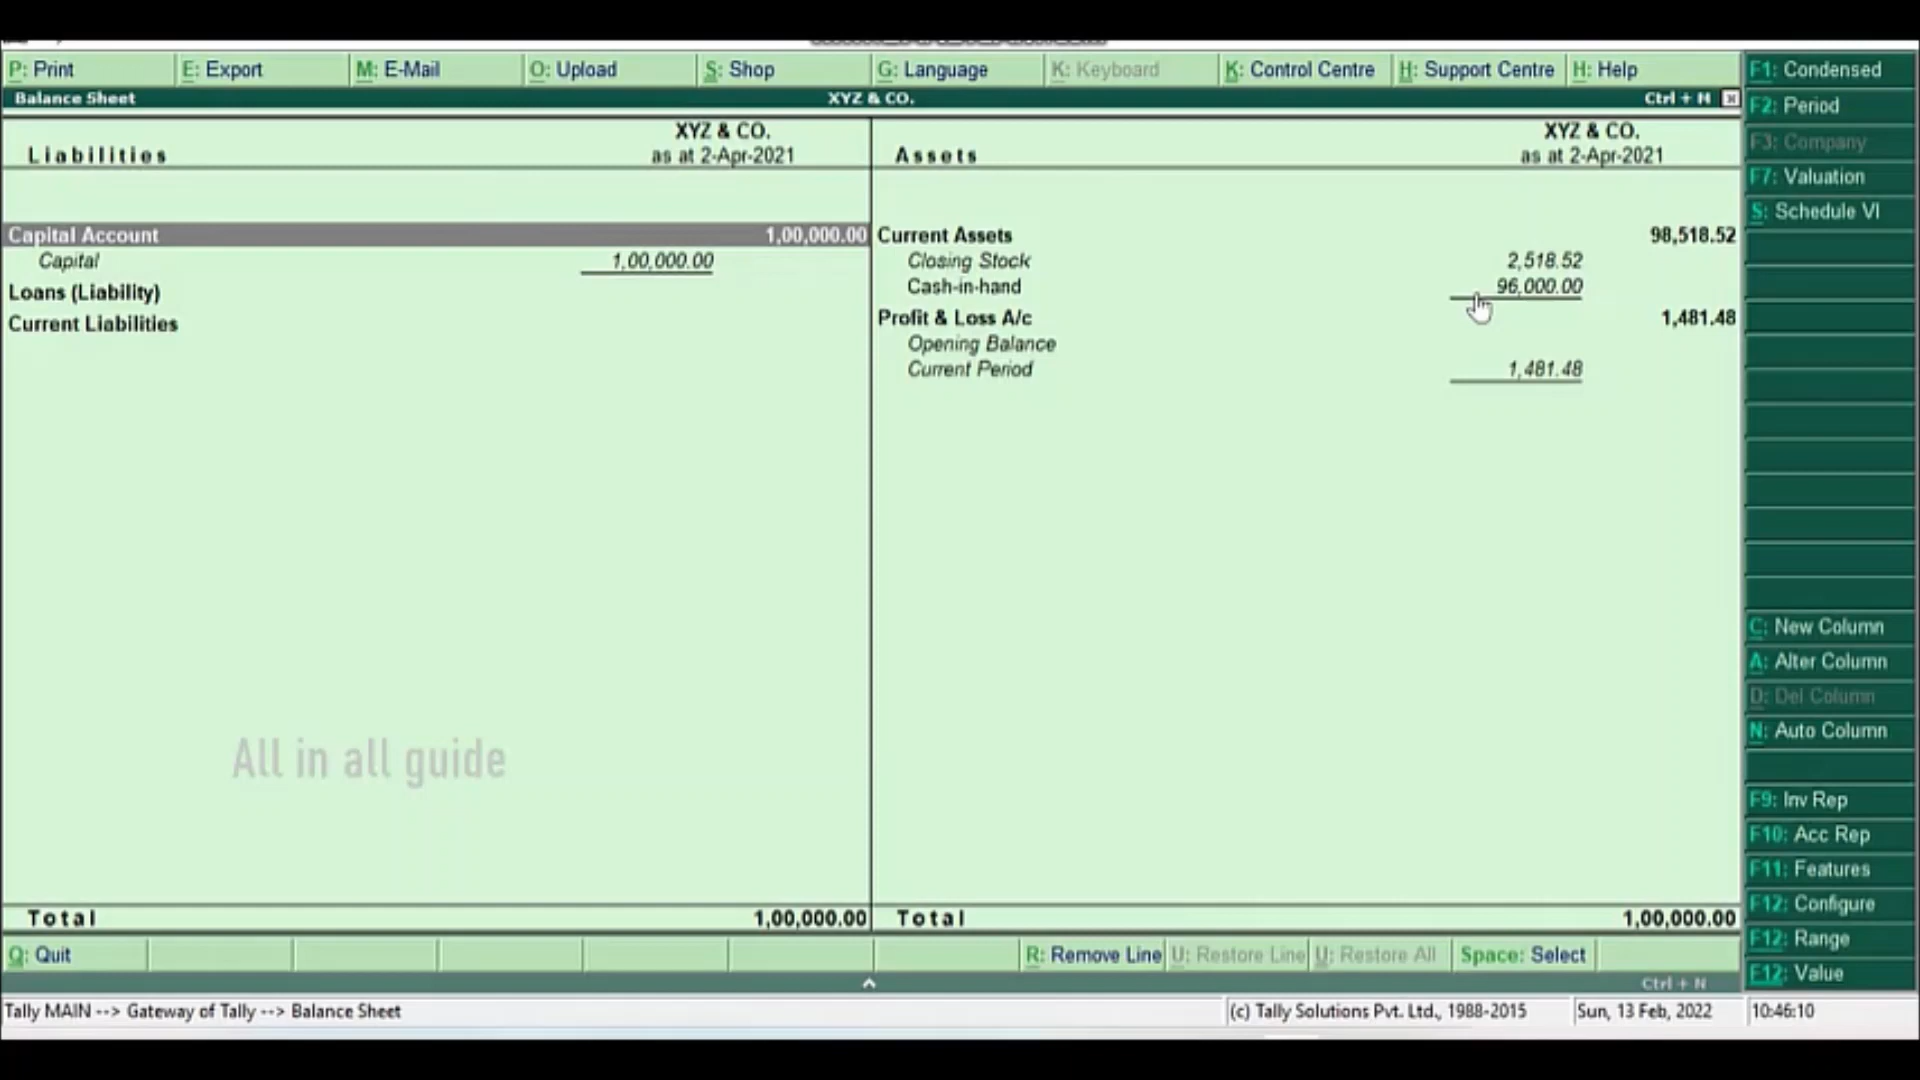 P: Print E: Export M: E-Mail O: Upload S: Shop G: Language K: Keyboard K: Control Centre H: Support Centre H: Help
Balance Sheet XYZ & CO. Ctrl + M
XYZ & CO. XYZ & CO.
Liabilities as at 2-Apr-2021 Assets as at 2-Apr-2021
Capital Account 1,00,000.00 Current Assets 98,518.52
Capital 1,00,000.00 Closing Stock 2,518.52
Loans (Liability) Cash-in-hand 96,000.00
Current Liabilities Profit & Loss A/c 1,481.48
Opening Balance
Current Period 1,481.48
All in all guide
Total 1,00,000.00 Total 1,00,000.00
Q: Quit R: Remove Line U: Restore Line U: Restore All Space: Select
Ctrl + N
Tally MAIN --> Gateway of Tally --> Balance Sheet (c) Tally Solutions Pvt. Ltd., 1988-2015 Sun, 13 Feb, 2022 10:46:10
F1: Condensed
F2: Period
F3: Company
F7: Valuation
S: Schedule VI
C: New Column
A: Alter Column
D: Del Column
N: Auto Column
F9: Inv Rep
F10: Acc Rep
F11: Features
F12: Configure
F12: Range
F12: Value